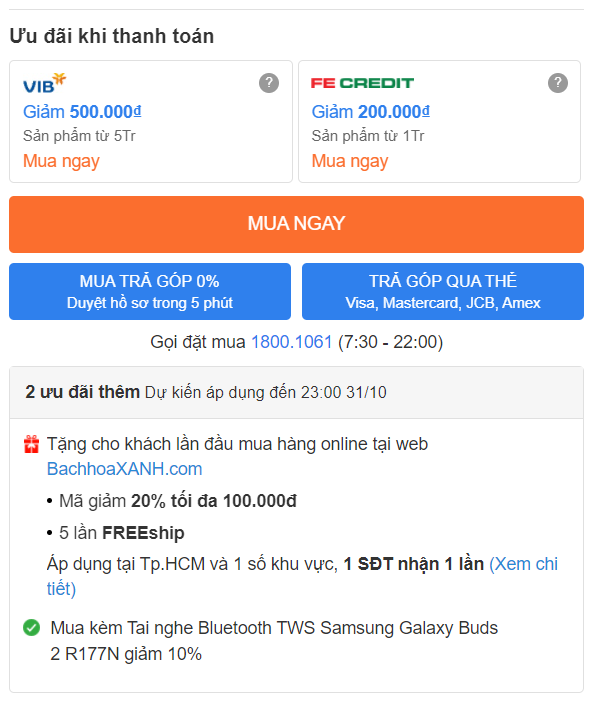 Ưu đãi khi thanh toán
VIB
?
Giảm 500.000₫
Sản phẩm từ 5Tr
Mua ngay
FE CREDIT
?
Giảm 200.000₫
Sản phẩm từ 1Tr
Mua ngay
MUA NGAY
MUA TRẢ GÓP 0%
Duyệt hồ sơ trong 5 phút
TRẢ GÓP QUA THẺ
Visa, Mastercard, JCB, Amex
Gọi đặt mua 1800.1061 (7:30 - 22:00)
2 ưu đãi thêm Dự kiến áp dụng đến 23:00 31/10
Tặng cho khách lần đầu mua hàng online tại web
BachhoaXANH.com
• Mã giảm 20% tối đa 100.000đ
• 5 lần FREEship
Áp dụng tại Tp.HCM và 1 số khu vực, 1 SĐT nhận 1 lần (Xem chi
tiết)
Mua kèm Tai nghe Bluetooth TWS Samsung Galaxy Buds
2 R177N giảm 10%